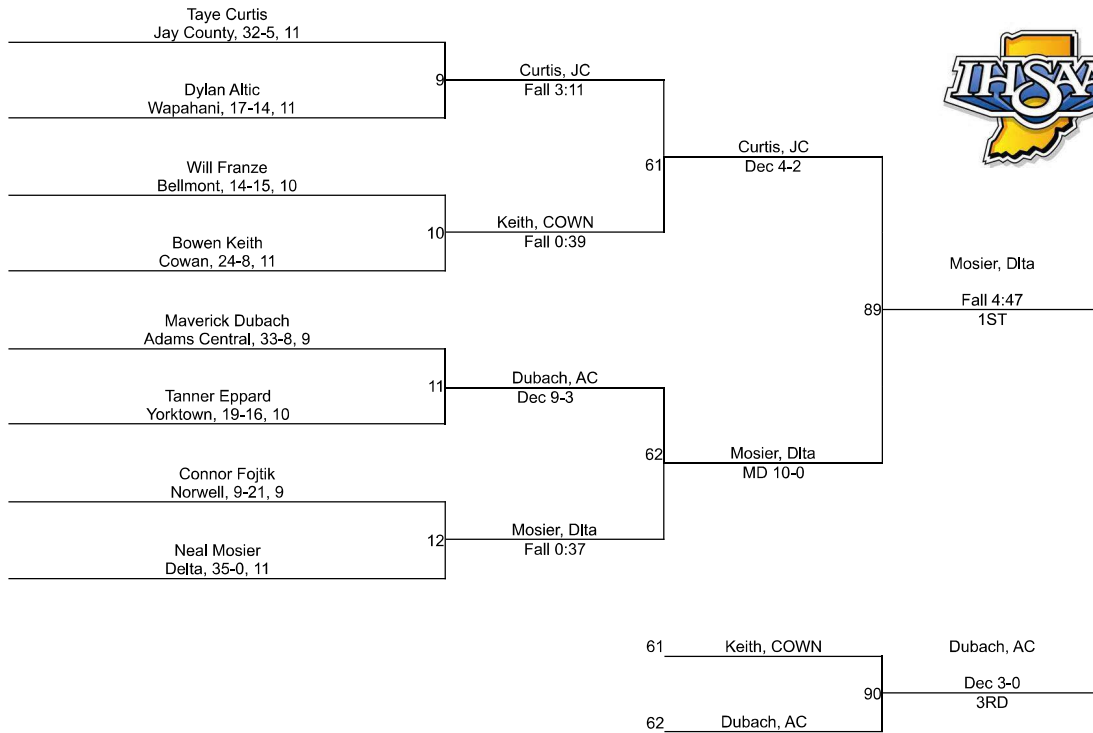 Taye Curtis
Jay County, 32-5, 11
Dylan Altic
Wapahani, 17-14, 11
9
Curtis, JC
Fall 3:11
Will Franze
Bellmont, 14-15, 10
Bowen Keith
Cowan, 24-8, 11
10
Keith, COWN
Fall 0:39
61
Curtis, JC
Dec 4-2
Maverick Dubach
Adams Central, 33-8, 9
Tanner Eppard
Yorktown, 19-16, 10
11
Dubach, AC
Dec 9-3
Connor Fojtik
Norwell, 9-21, 9
Neal Mosier
Delta, 35-0, 11
12
Mosier, Dlta
Fall 0:37
62
Mosier, Dlta
MD 10-0
89
Mosier, Dlta
Fall 4:47
1ST
IHSAA
61
Keith, COWN
62
Dubach, AC
90
Dubach, AC
Dec 3-0
3RD